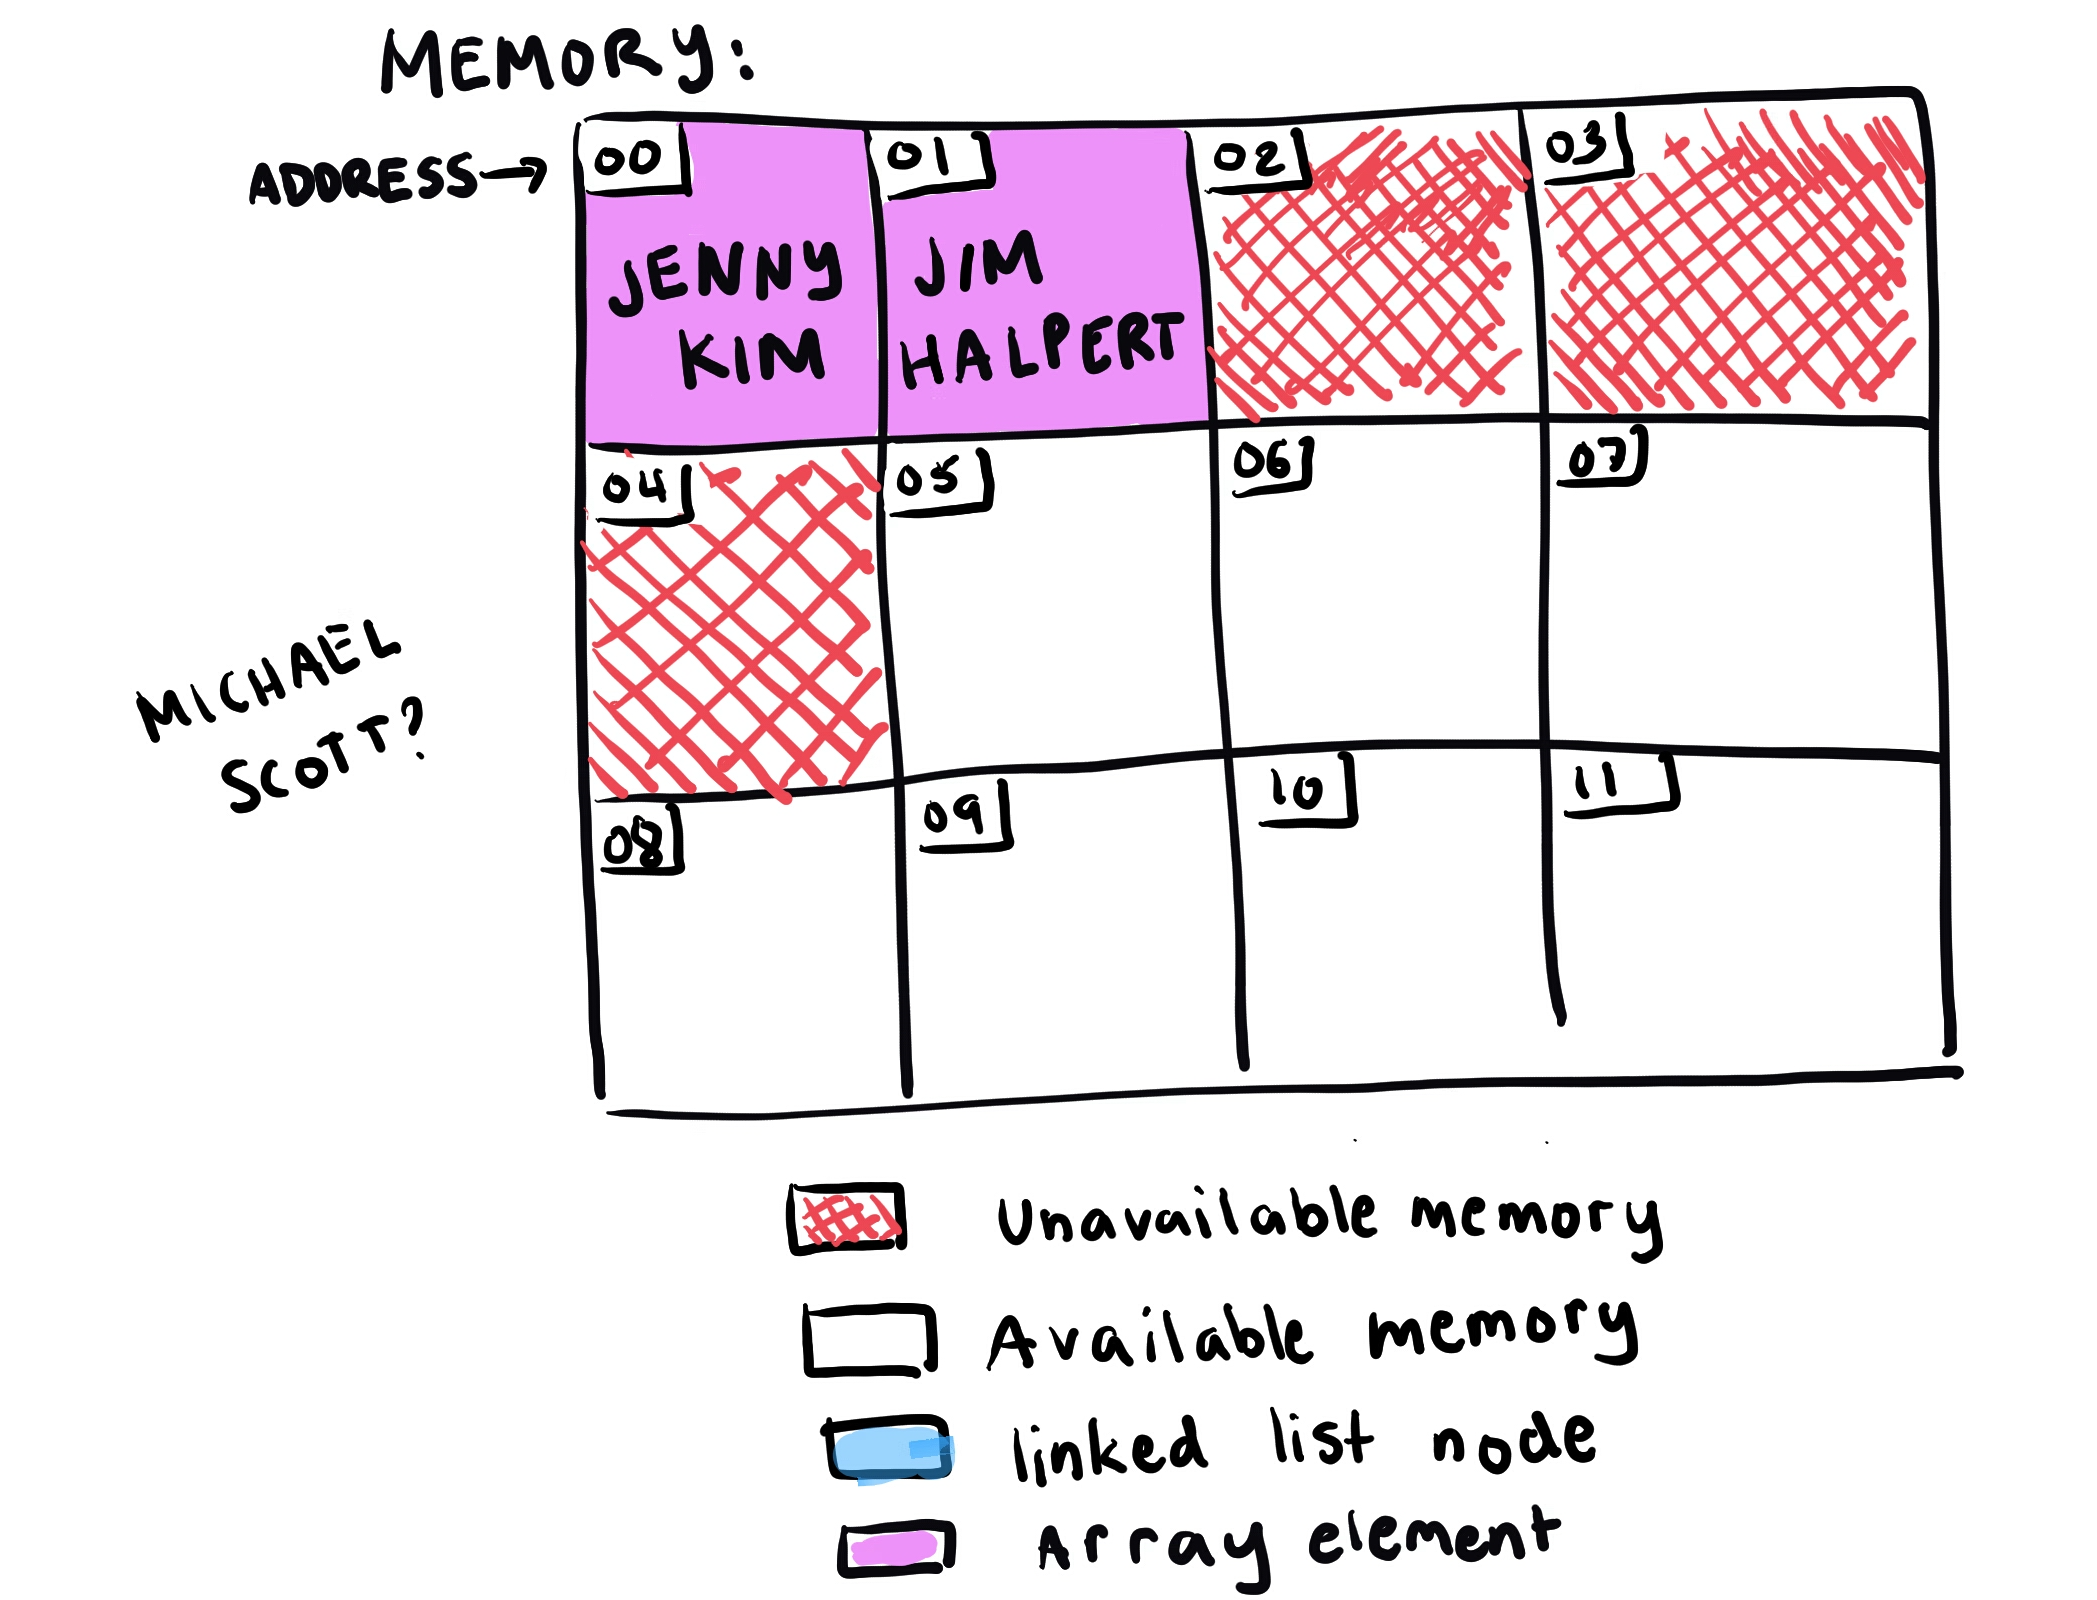 MEMORY:
ADDRESS→
00
01
02
03
JENNY
KIM
JIM
HALPERT
04
05
06
07
MICHAEL
SCOTT?
08
09
10
11
Unavailable memory
Available memory
linked list node
Array element